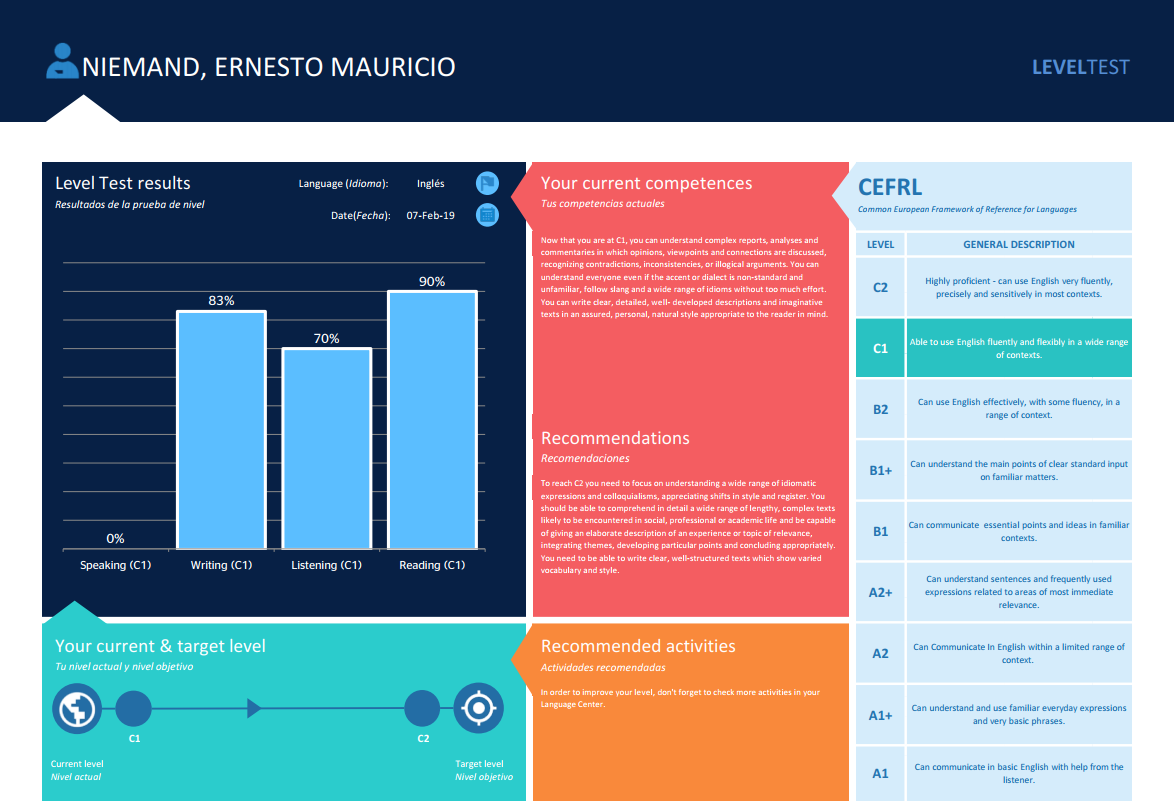 NIEMAND, ERNESTO MAURICIO
LEVELTEST
Level Test results
Resultados de la prueba de nivel
Language (Idioma): Inglés
Date(Fecha): 07-Feb-19
0%
83%
70%
90%
Speaking (C1)
Writing (C1)
Listening (C1)
Reading (C1)
Your current competences
Tus competencias actuales
Now that you are at C1, you can understand complex reports, analyses and
commentaries in which opinions, viewpoints and connections are discussed,
recognizing contradictions, inconsistencies, or illogical arguments. You can
understand everyone even if the accent or dialect is non-standard and
unfamiliar, follow slang and a wide range of idioms without too much effort.
You can write clear, detailed, well- developed descriptions and imaginative
texts in an assured, personal, natural style appropriate to the reader in mind.
Recommendations
Recomendaciones
To reach C2 you need to focus on understanding a wide range of idiomatic
expressions and colloquialisms, appreciating shifts in style and register. You
should be able to comprehend in detail a wide range of lengthy, complex texts
likely to be encountered in social, professional or academic life and be capable
of giving an elaborate description of an experience or topic of relevance,
integrating themes, developing particular points and concluding appropriately.
You need to be able to write clear, well-structured texts which show varied
vocabulary and style.
CEFRL
Common European Framework of Reference for Languages
LEVEL GENERAL DESCRIPTION
C2
Highly proficient - can use English very fluently,
precisely and sensitively in most contexts.
C1
Able to use English fluently and flexibly in a wide range
of contexts.
B2
Can use English effectively, with some fluency, in a
range of context.
B1+
Can understand the main points of clear standard input
on familiar matters.
B1
Can communicate essential points and ideas in familiar
contexts.
A2+
Can understand sentences and frequently used
expressions related to areas of most immediate
relevance.
A2
Can Communicate In English within a limited range of
context.
A1+
Can understand and use familiar everyday expressions
and very basic phrases.
A1
Can communicate in basic English with help from the
listener.
Your current & target level
Tu nivel actual y nivel objetivo
C1
C2
Current level
Nivel actual
Target level
Nivel objetivo
Recommended activities
Actividades recomendadas
In order to improve your level, don't forget to check more activities in your
Language Center.